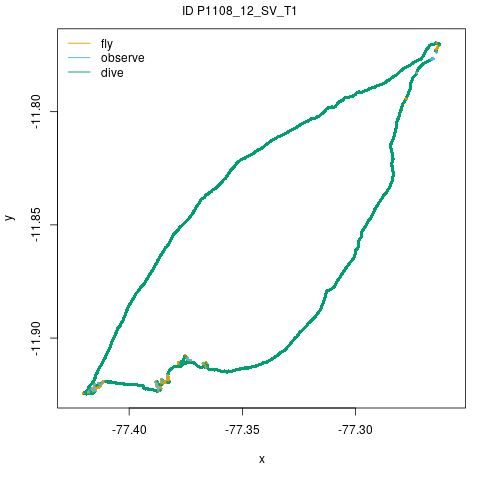 ID P1108_12_SV_T1
fly
observe
dive
-11.80
-11.85
-11.90
y
-77.40
-77.35
-77.30
x